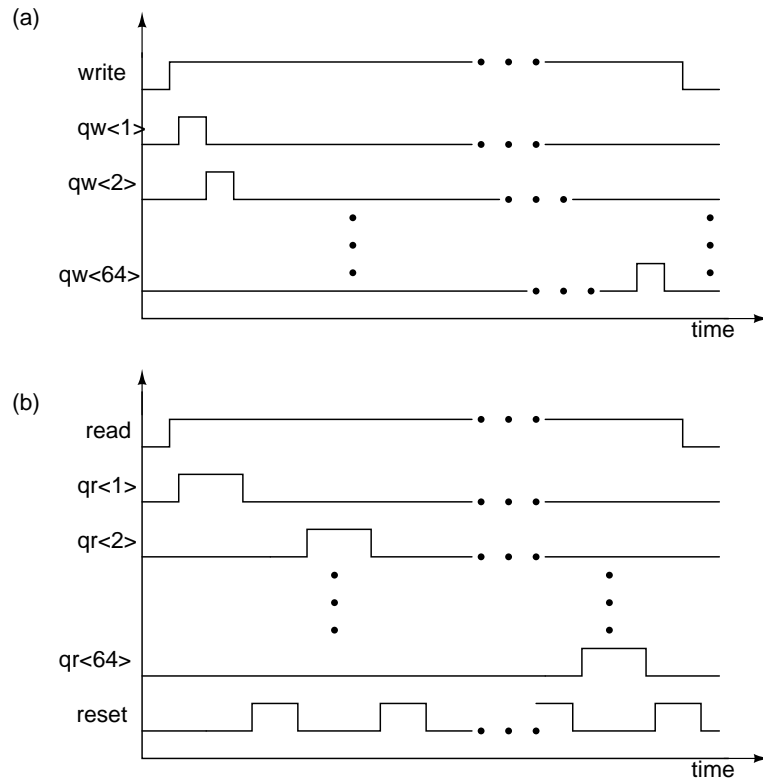 (a)
write
qw<1>
qw<2>
qw<64>
time
(b)
read
qr<1>
qr<2>
qr<64>
reset
time